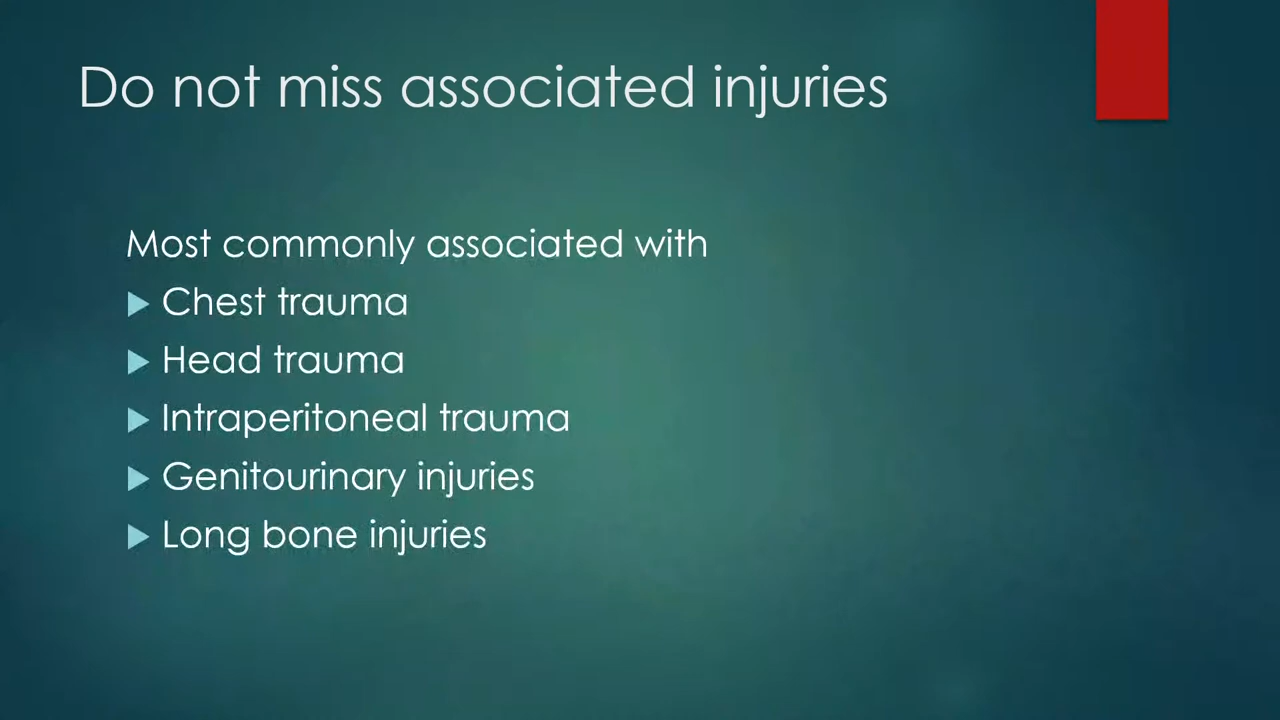 Do not miss associated injuries
Most commonly associated with
Chest trauma
Head trauma
Intraperitoneal trauma
Genitourinary injuries
Long bone injuries